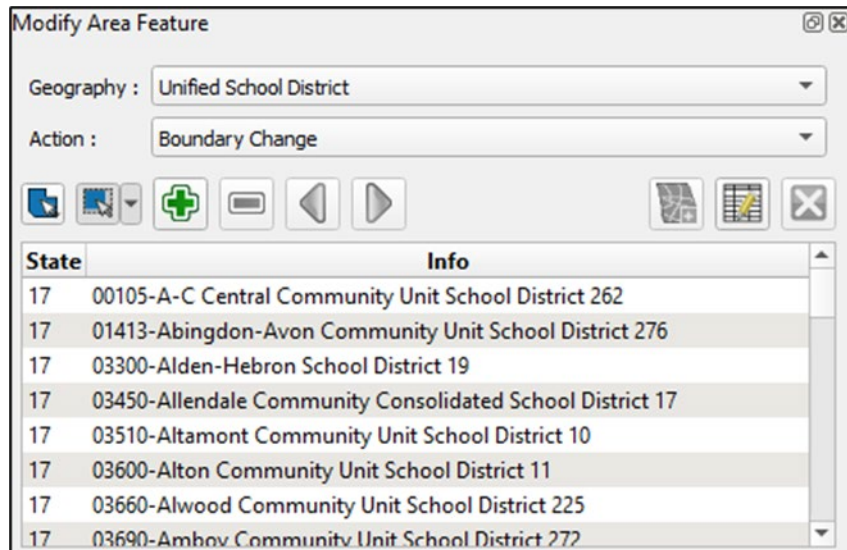 Modify Area Feature
Geography : Unified School District
Action : Boundary Change
State Info
17 00105-A-C Central Community Unit School District 262
17 01413-Abingdon-Avon Community Unit School District 276
17 03300-Alden-Hebron School District 19
17 03450-Allendale Community Consolidated School District 17
17 03510-Altamont Community Unit School District 10
17 03600-Alton Community Unit School District 11
17 03660-Alwood Community Unit School District 225
17 03690-Amboy Community Unit School District 272